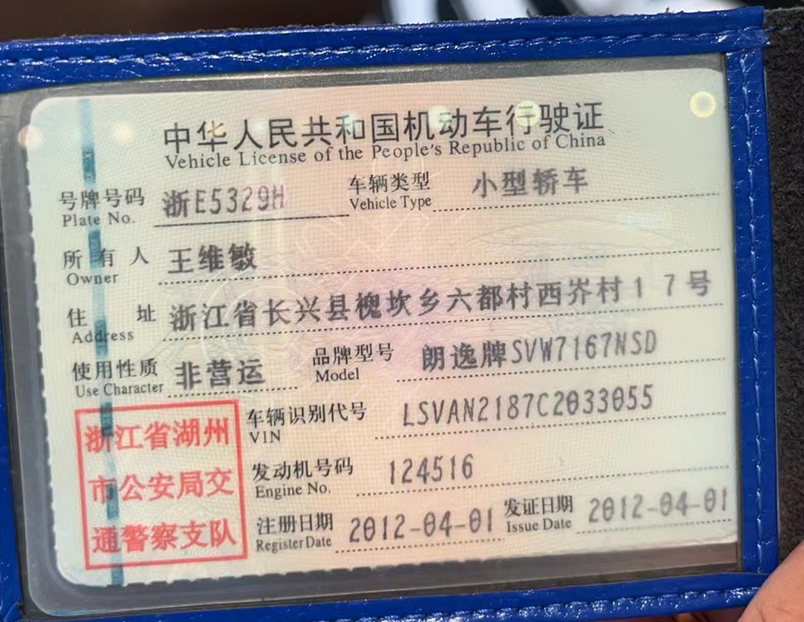 中华人民共和国机动车行驶证
Vehicle License of the People's Republic of China
号牌号码 浙E5329H 车辆类型 小型轿车
Plate No. Vehicle Type
所有人 王维敏
Owner
住址 浙江省长兴县槐坎乡六都村西岕村17号
Address
使用性质 非营运 品牌型号 朗逸牌SVW7167NSD
Use Character Model
车辆识别代号 LSVAN2187C2033055
VIN
发动机号码 124516
Engine No.
注册日期 2012-04-01 发证日期 2012-04-01
Register Date Issue Date
浙江省湖州
市公安局交
通警察支队